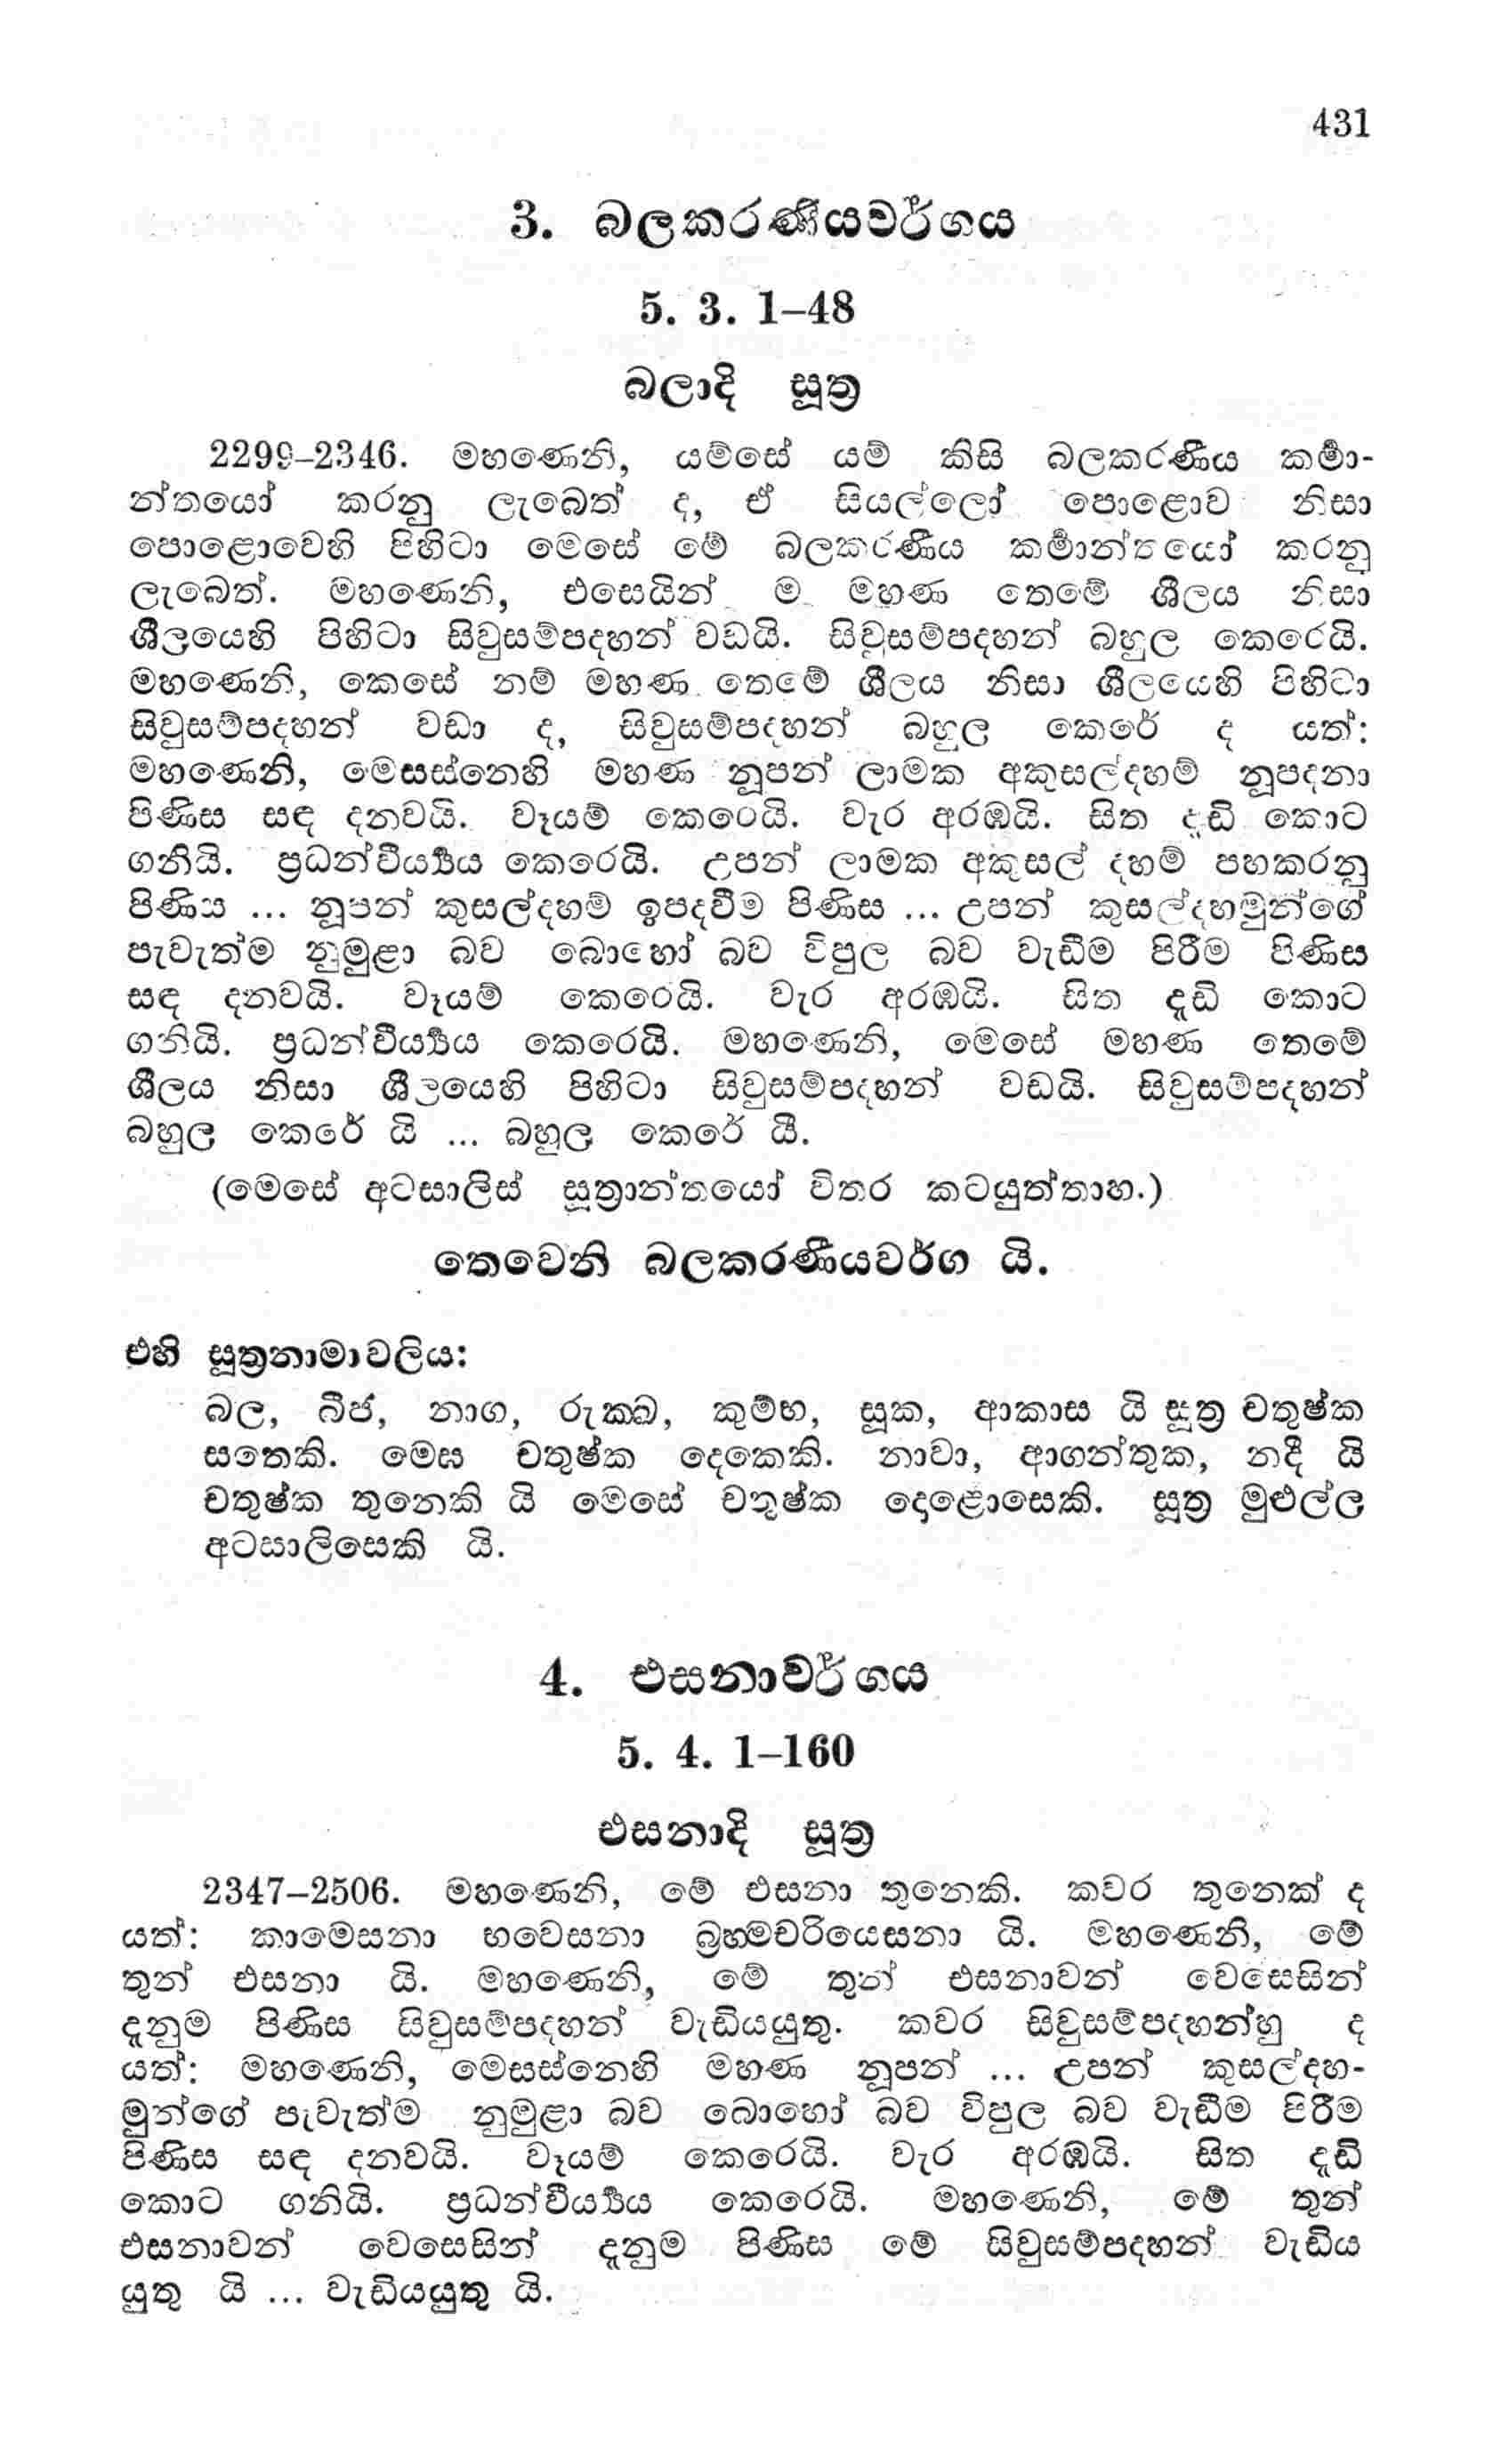 431
3. බලකරණීයවර්ගය
5. 3. 1–48
බලාදි සූත්‍ර
2299–2346. මහණෙනි, යම්සේ යම් කිසි බලකරණීය කර්මා-
න්තයෝ කරනු ලැබෙත් ද, ඒ සියල්ලෝ පොළොව නිසා
පොළොවෙහි පිහිටා මෙසේ මේ බලකරණීය කර්මාන්තයෝ කරනු
ලැබෙත්. මහණෙනි, එසෙයින් ම මහණ තෙමේ ශීලය නිසා
ශීලයෙහි පිහිටා සිවුසම්පදහන් වඩයි. සිවුසම්පදහන් බහුල කෙරෙයි.
මහණෙනි, කෙසේ නම් මහණ තෙමේ ශීලය නිසා ශීලයෙහි පිහිටා
සිවුසම්පදහන් වඩා ද, සිවුසම්පදහන් බහුල කෙරේ ද යත්:
මහණෙනි, මෙසස්නෙහි මහණ නූපන් ලාමක අකුසල්දහම් නූපදනා
පිණිස සඳ දනවයි. වෑයම් කෙරෙයි. වැර අරඹයි. සිත දැඩි කොට
ගනියි. ප්‍රධන්වීර්‍ය්‍යය කෙරෙයි. උපන් ලාමක අකුසල් දහම් පහකරනු
පිණිස ... නූපන් කුසල්දහම් ඉපදවීම පිණිස ... උපන් කුසල්දහමුන්ගේ
පැවැත්ම නුමුළා බව බොහෝ බව විපුල බව වැඩීම පිරීම පිණිස
සඳ දනවයි. වෑයම් කෙරෙයි. වැර අරඹයි. සිත දැඩි කොට
ගනියි. ප්‍රධන්වීර්‍ය්‍යය කෙරෙයි. මහණෙනි, මෙසේ මහණ තෙමේ
ශීලය නිසා ශීලයෙහි පිහිටා සිවුසම්පදහන් වඩයි. සිවුසම්පදහන්
බහුල කෙරේ යි ... බහුල කෙරේ යී.
(මෙසේ අටසාලිස් සූත්‍රාන්තයෝ විතර කටයුත්තාහ.)
තෙවෙනි බලකරණීයවර්ග යි.
එහි සූත්‍රනාමාවලිය:
බල, බීජ, නාග, රුක්‍ඛ, කුම්භ, සූක, ආකාස යි සූත්‍ර චතුෂ්ක
සතෙකි. මෙඝ චතුෂ්ක දෙකෙකි. නාවා, ආගන්තුක, නදී යි
චතුෂ්ක තුනෙකි යි මෙසේ චතුෂ්ක දොළොසෙකි. සූත්‍ර මුළුල්ල
අටසාලිසෙකි යි.
4. එසනාවර්ගය
5. 4. 1–160
එසනාදි සූත්‍ර
2347–2506. මහණෙනි, මේ එසනා තුනෙකි. කවර තුනෙක් ද
යත්: කාමෙසනා භවෙසනා බ්‍රහ්මචරියෙසනා යි. මහණෙනි, මේ
තුන් එසනා යි. මහණෙනි, මේ තුන් එසනාවන් වෙසෙසින්
දැනුම පිණිස සිවුසම්පදහන් වැඩියයුතු. කවර සිවුසම්පදහන්හු ද
යත්: මහණෙනි, මෙසස්නෙහි මහණ නූපන් ... උපන් කුසල්දහ-
මුන්ගේ පැවැත්ම නුමුළා බව බොහෝ බව විපුල බව වැඩීම පිරීම
පිණිස සඳ දනවයි. වෑයම් කෙරෙයි. වැර අරඹයි. සිත දැඩි
කොට ගනියි. ප්‍රධන්වීර්‍ය්‍යය කෙරෙයි. මහණෙනි, මේ තුන්
එසනාවන් වෙසෙසින් දැනුම පිණිස මේ සිවුසම්පදහන් වැඩිය
යුතු යි ... වැඩියයුතු යි.